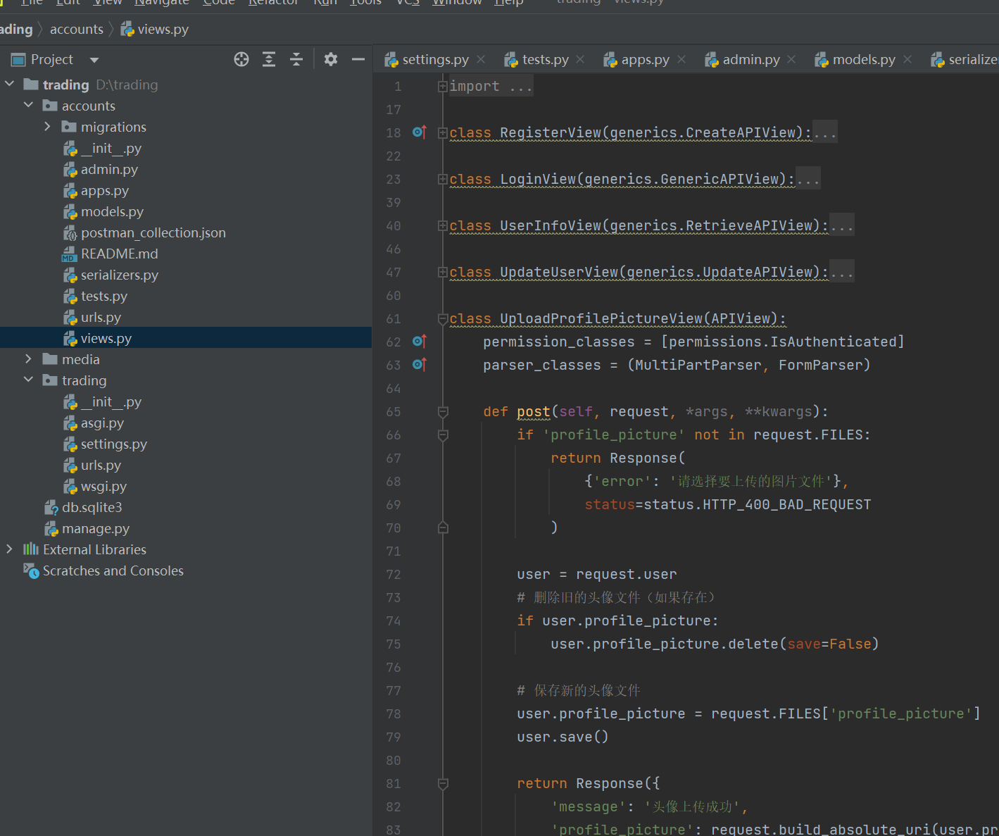 File Edit View Navigate Code Refactor Run Tools VCS Window Help trading - views.py
ading accounts views.py
Project
settings.py tests.py apps.py admin.py models.py serialize
trading D:\trading
accounts
migrations
__init__.py
admin.py
apps.py
models.py
postman_collection.json
README.md
serializers.py
tests.py
urls.py
views.py
media
trading
__init__.py
asgi.py
settings.py
urls.py
wsgi.py
db.sqlite3
manage.py
External Libraries
Scratches and Consoles
1 import ...
17
18 class RegisterView(generics.CreateAPIView):...
22
23 class LoginView(generics.GenericAPIView):...
39
40 class UserInfoView(generics.RetrieveAPIView):...
46
47 class UpdateUserView(generics.UpdateAPIView):...
60
61 class UploadProfilePictureView(APIView):
62 permission_classes = [permissions.IsAuthenticated]
63 parser_classes = (MultiPartParser, FormParser)
64
65 def post(self, request, *args, **kwargs):
66 if 'profile_picture' not in request.FILES:
67 return Response(
68 {'error': '请选择要上传的图片文件'},
69 status=status.HTTP_400_BAD_REQUEST
70 )
71
72 user = request.user
73 # 删除旧的头像文件（如果存在）
74 if user.profile_picture:
75 user.profile_picture.delete(save=False)
76
77 # 保存新的头像文件
78 user.profile_picture = request.FILES['profile_picture']
79 user.save()
80
81 return Response({
82 'message': '头像上传成功',
83 'profile_picture': request.build_absolute_uri(user.pr